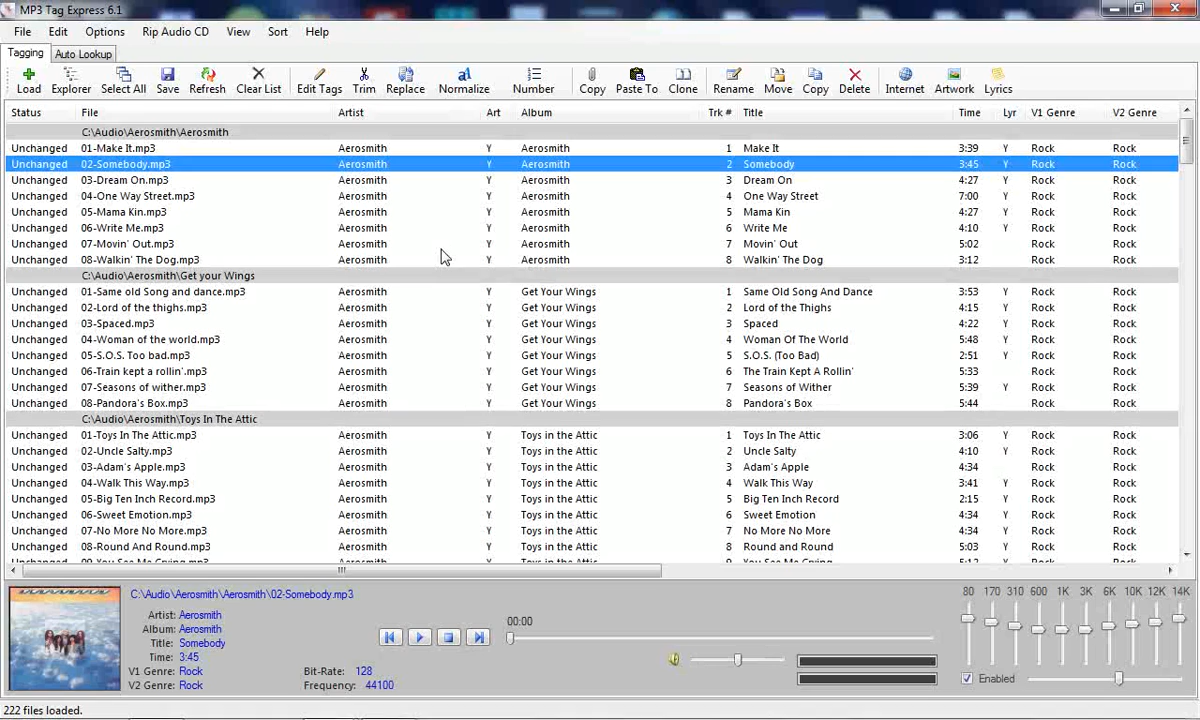 MP3 Tag Express 6.1
File Edit Options Rip Audio CD View Sort Help
Tagging Auto Lookup
Load Explorer Select All Save Refresh Clear List Edit Tags Trim Replace Normalize Number Copy Paste To Clone Rename Move Copy Delete Internet Artwork Lyrics
Status File Artist Art Album Trk # Title Time Lyr V1 Genre V2 Genre
C:\Audio\Aerosmith\Aerosmith
Unchanged 01-Make It.mp3 Aerosmith Y Aerosmith 1 Make It 3:39 Y Rock Rock
Unchanged 02-Somebody.mp3 Aerosmith Y Aerosmith 2 Somebody 3:45 Y Rock Rock
Unchanged 03-Dream On.mp3 Aerosmith Y Aerosmith 3 Dream On 4:27 Y Rock Rock
Unchanged 04-One Way Street.mp3 Aerosmith Y Aerosmith 4 One Way Street 7:00 Y Rock Rock
Unchanged 05-Mama Kin.mp3 Aerosmith Y Aerosmith 5 Mama Kin 4:27 Y Rock Rock
Unchanged 06-Write Me.mp3 Aerosmith Y Aerosmith 6 Write Me 4:10 Y Rock Rock
Unchanged 07-Movin' Out.mp3 Aerosmith Y Aerosmith 7 Movin' Out 5:02 Rock Rock
Unchanged 08-Walkin' The Dog.mp3 Aerosmith Y Aerosmith 8 Walkin' The Dog 3:12 Rock Rock
C:\Audio\Aerosmith\Get your Wings
Unchanged 01-Same old Song and dance.mp3 Aerosmith Y Get Your Wings 1 Same Old Song And Dance 3:53 Y Rock Rock
Unchanged 02-Lord of the thighs.mp3 Aerosmith Y Get Your Wings 2 Lord of the Thighs 4:15 Y Rock Rock
Unchanged 03-Spaced.mp3 Aerosmith Y Get Your Wings 3 Spaced 4:22 Y Rock Rock
Unchanged 04-Woman of the world.mp3 Aerosmith Y Get Your Wings 4 Woman Of The World 5:48 Y Rock Rock
Unchanged 05-S.O.S. Too bad.mp3 Aerosmith Y Get Your Wings 5 S.O.S. (Too Bad) 2:51 Y Rock Rock
Unchanged 06-Train kept a rollin'.mp3 Aerosmith Y Get Your Wings 6 The Train Kept A Rollin' 5:33 Rock Rock
Unchanged 07-Seasons of wither.mp3 Aerosmith Y Get Your Wings 7 Seasons of Wither 5:39 Y Rock Rock
Unchanged 08-Pandora's Box.mp3 Aerosmith Y Get Your Wings 8 Pandora's Box 5:44 Rock Rock
C:\Audio\Aerosmith\Toys In The Attic
Unchanged 01-Toys In The Attic.mp3 Aerosmith Y Toys in the Attic 1 Toys In The Attic 3:06 Y Rock Rock
Unchanged 02-Uncle Salty.mp3 Aerosmith Y Toys in the Attic 2 Uncle Salty 4:10 Y Rock Rock
Unchanged 03-Adam's Apple.mp3 Aerosmith Y Toys in the Attic 3 Adam's Apple 4:34 Rock Rock
Unchanged 04-Walk This Way.mp3 Aerosmith Y Toys in the Attic 4 Walk This Way 3:41 Y Rock Rock
Unchanged 05-Big Ten Inch Record.mp3 Aerosmith Y Toys in the Attic 5 Big Ten Inch Record 2:15 Y Rock Rock
Unchanged 06-Sweet Emotion.mp3 Aerosmith Y Toys in the Attic 6 Sweet Emotion 4:34 Y Rock Rock
Unchanged 07-No More No More.mp3 Aerosmith Y Toys in the Attic 7 No More No More 4:34 Y Rock Rock
Unchanged 08-Round And Round.mp3 Aerosmith Y Toys in the Attic 8 Round and Round 5:03 Y Rock Rock
C:\Audio\Aerosmith\Aerosmith\02-Somebody.mp3
Artist: Aerosmith
Album: Aerosmith
Title: Somebody
Time: 3:45
V1 Genre: Rock
V2 Genre: Rock
Bit-Rate: 128
Frequency: 44100
00:00
80 170 310 600 1K 3K 6K 10K 12K 14K
Enabled
222 files loaded.